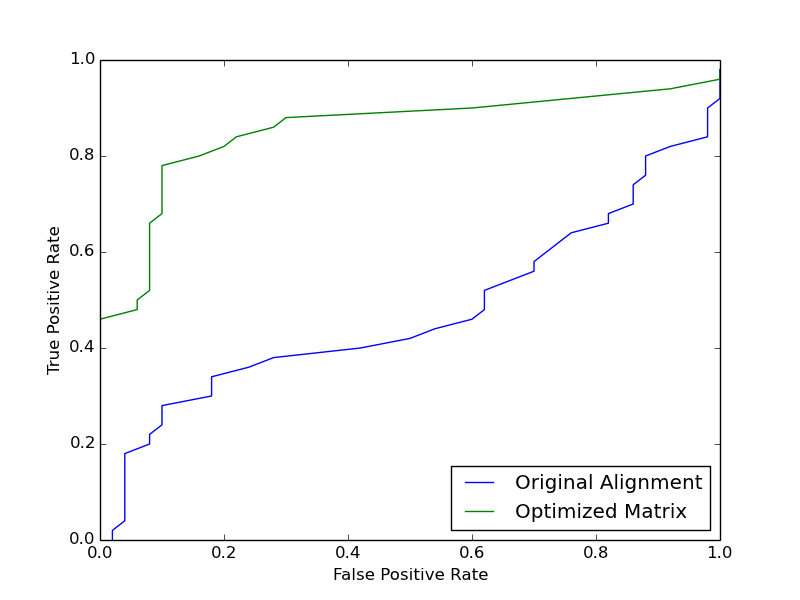 1.0
0.8
0.6
0.4
0.2
0.0
True Positive Rate
Original Alignment
Optimized Matrix
0.0 0.2 0.4 0.6 0.8 1.0
False Positive Rate